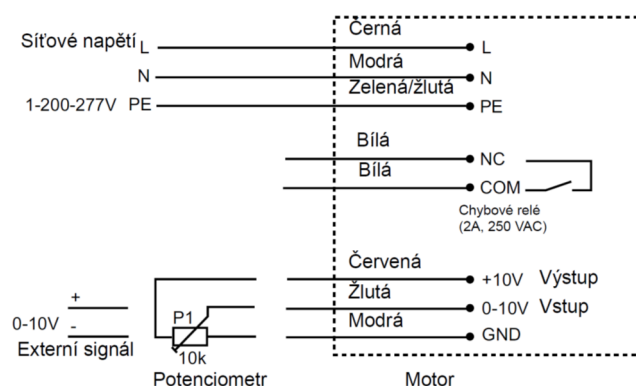 Síťové napětí L Černá L
N Modrá N
1-200-277V PE Zelená/žlutá PE
Bílá NC
Bílá COM
Chybové relé
(2A, 250 VAC)
Červená +10V Výstup
+ Žlutá 0-10V Vstup
0-10V - P1 Modrá GND
Externí signál 10k
Potenciometr Motor